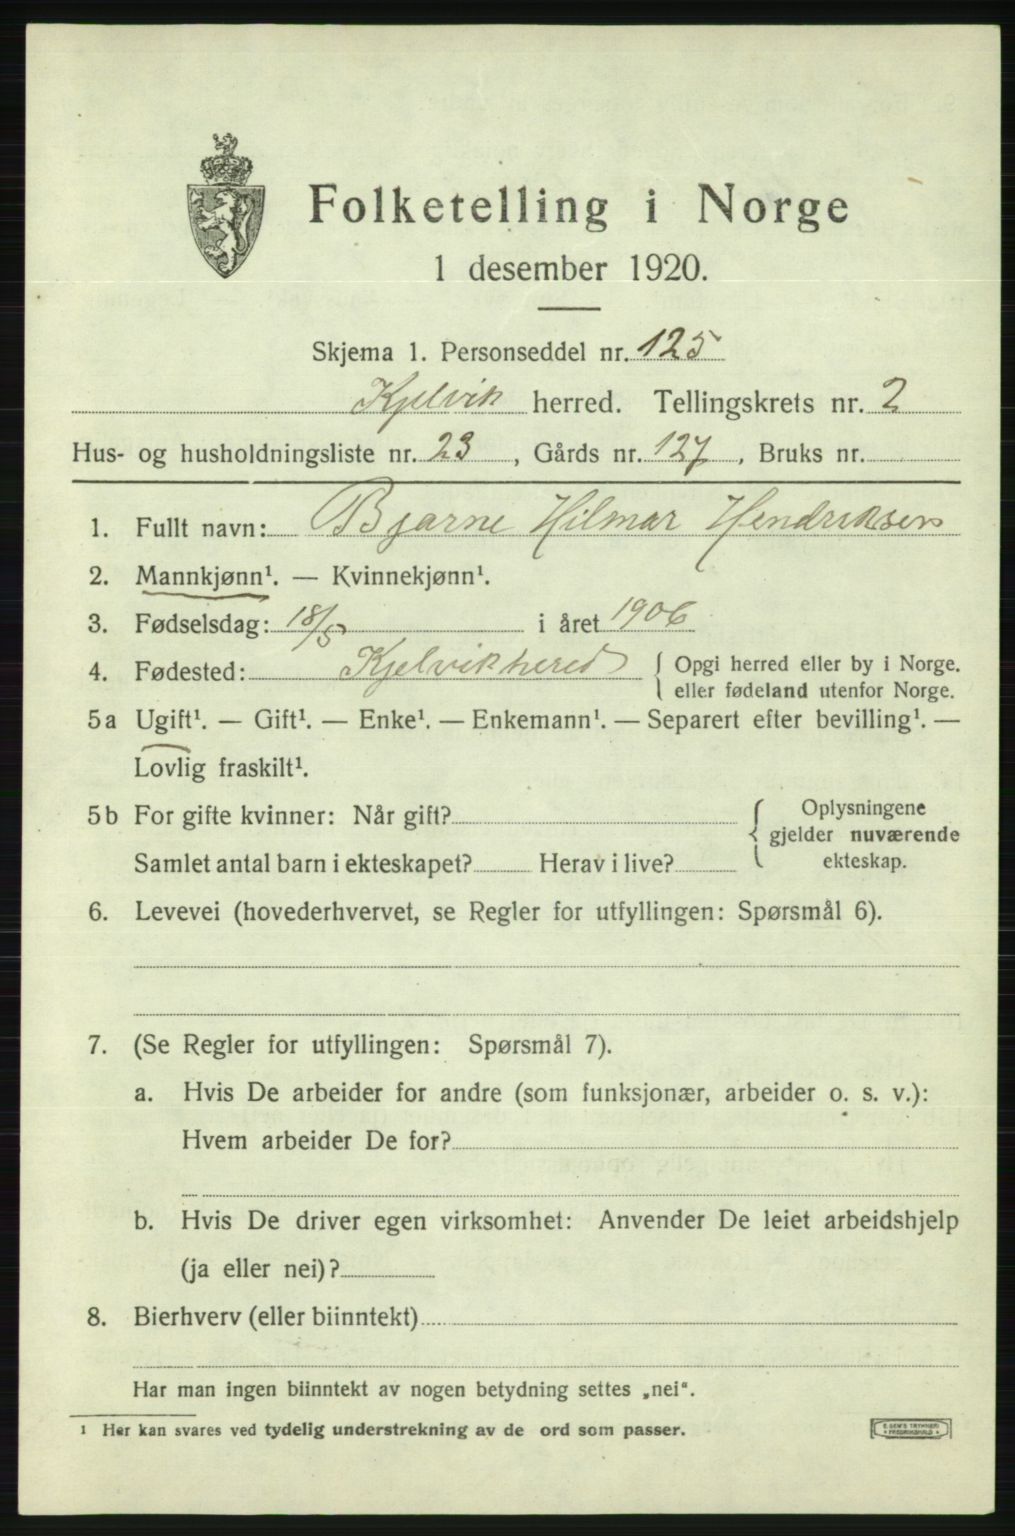 Folketelling i Norge
1 desember 1920.
Skjema 1. Personseddel nr. 125
Kjelvik herred. Tellingskrets nr. 2
Hus- og husholdningsliste nr. 23, Gårds nr. 127, Bruks nr.
1. Fullt navn: Bjarne Hilmar Hendriksen
2. Mannkjønn¹. — Kvinnekjønn¹.
3. Fødselsdag: 18/5 i året 1906
4. Fødested: Kjelvikhered { Opgi herred eller by i Norge.
eller fødeland utenfor Norge.
5a Ugift¹. — Gift¹. — Enke¹. — Enkemann¹. — Separert efter bevilling¹. —
Lovlig fraskilt¹.
5b For gifte kvinner: Når gift? { Oplysningene
gjelder nuværende
Samlet antal barn i ekteskapet? Herav i live? ekteskap.
6. Levevei (hovederhvervet, se Regler for utfyllingen: Spørsmål 6).
7. (Se Regler for utfyllingen: Spørsmål 7).
a. Hvis De arbeider for andre (som funksjonær, arbeider o. s. v.):
Hvem arbeider De for?
b. Hvis De driver egen virksomhet: Anvender De leiet arbeidshjelp
(ja eller nei)?
8. Bierhverv (eller biinntekt)
Har man ingen biinntekt av nogen betydning settes „nei“.
¹ Her kan svares ved tydelig understrekning av de ord som passer.
E. SEM'S TRYKKERI
FREDRIKSHALD